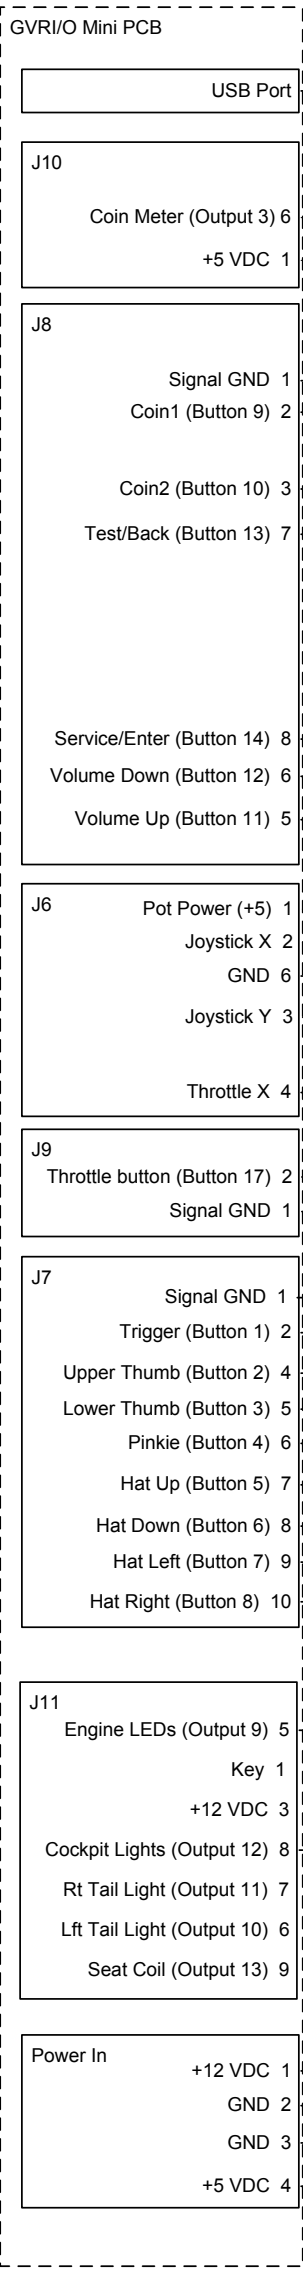 GVRI/O Mini PCB
USB Port
J10
Coin Meter (Output 3) 6
+5 VDC 1
J8
Signal GND 1
Coin1 (Button 9) 2
Coin2 (Button 10) 3
Test/Back (Button 13) 7
Service/Enter (Button 14) 8
Volume Down (Button 12) 6
Volume Up (Button 11) 5
J6 Pot Power (+5) 1
Joystick X 2
GND 6
Joystick Y 3
Throttle X 4
J9
Throttle button (Button 17) 2
Signal GND 1
J7
Signal GND 1
Trigger (Button 1) 2
Upper Thumb (Button 2) 4
Lower Thumb (Button 3) 5
Pinkie (Button 4) 6
Hat Up (Button 5) 7
Hat Down (Button 6) 8
Hat Left (Button 7) 9
Hat Right (Button 8) 10
J11
Engine LEDs (Output 9) 5
Key 1
+12 VDC 3
Cockpit Lights (Output 12) 8
Rt Tail Light (Output 11) 7
Lft Tail Light (Output 10) 6
Seat Coil (Output 13) 9
Power In
+12 VDC 1
GND 2
GND 3
+5 VDC 4